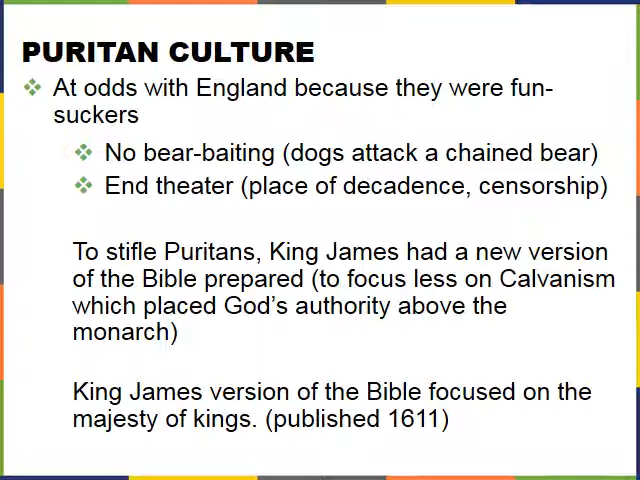 PURITAN CULTURE
At odds with England because they were fun-
suckers
No bear-baiting (dogs attack a chained bear)
End theater (place of decadence, censorship)
To stifle Puritans, King James had a new version
of the Bible prepared (to focus less on Calvanism
which placed God's authority above the
monarch)
King James version of the Bible focused on the
majesty of kings. (published 1611)